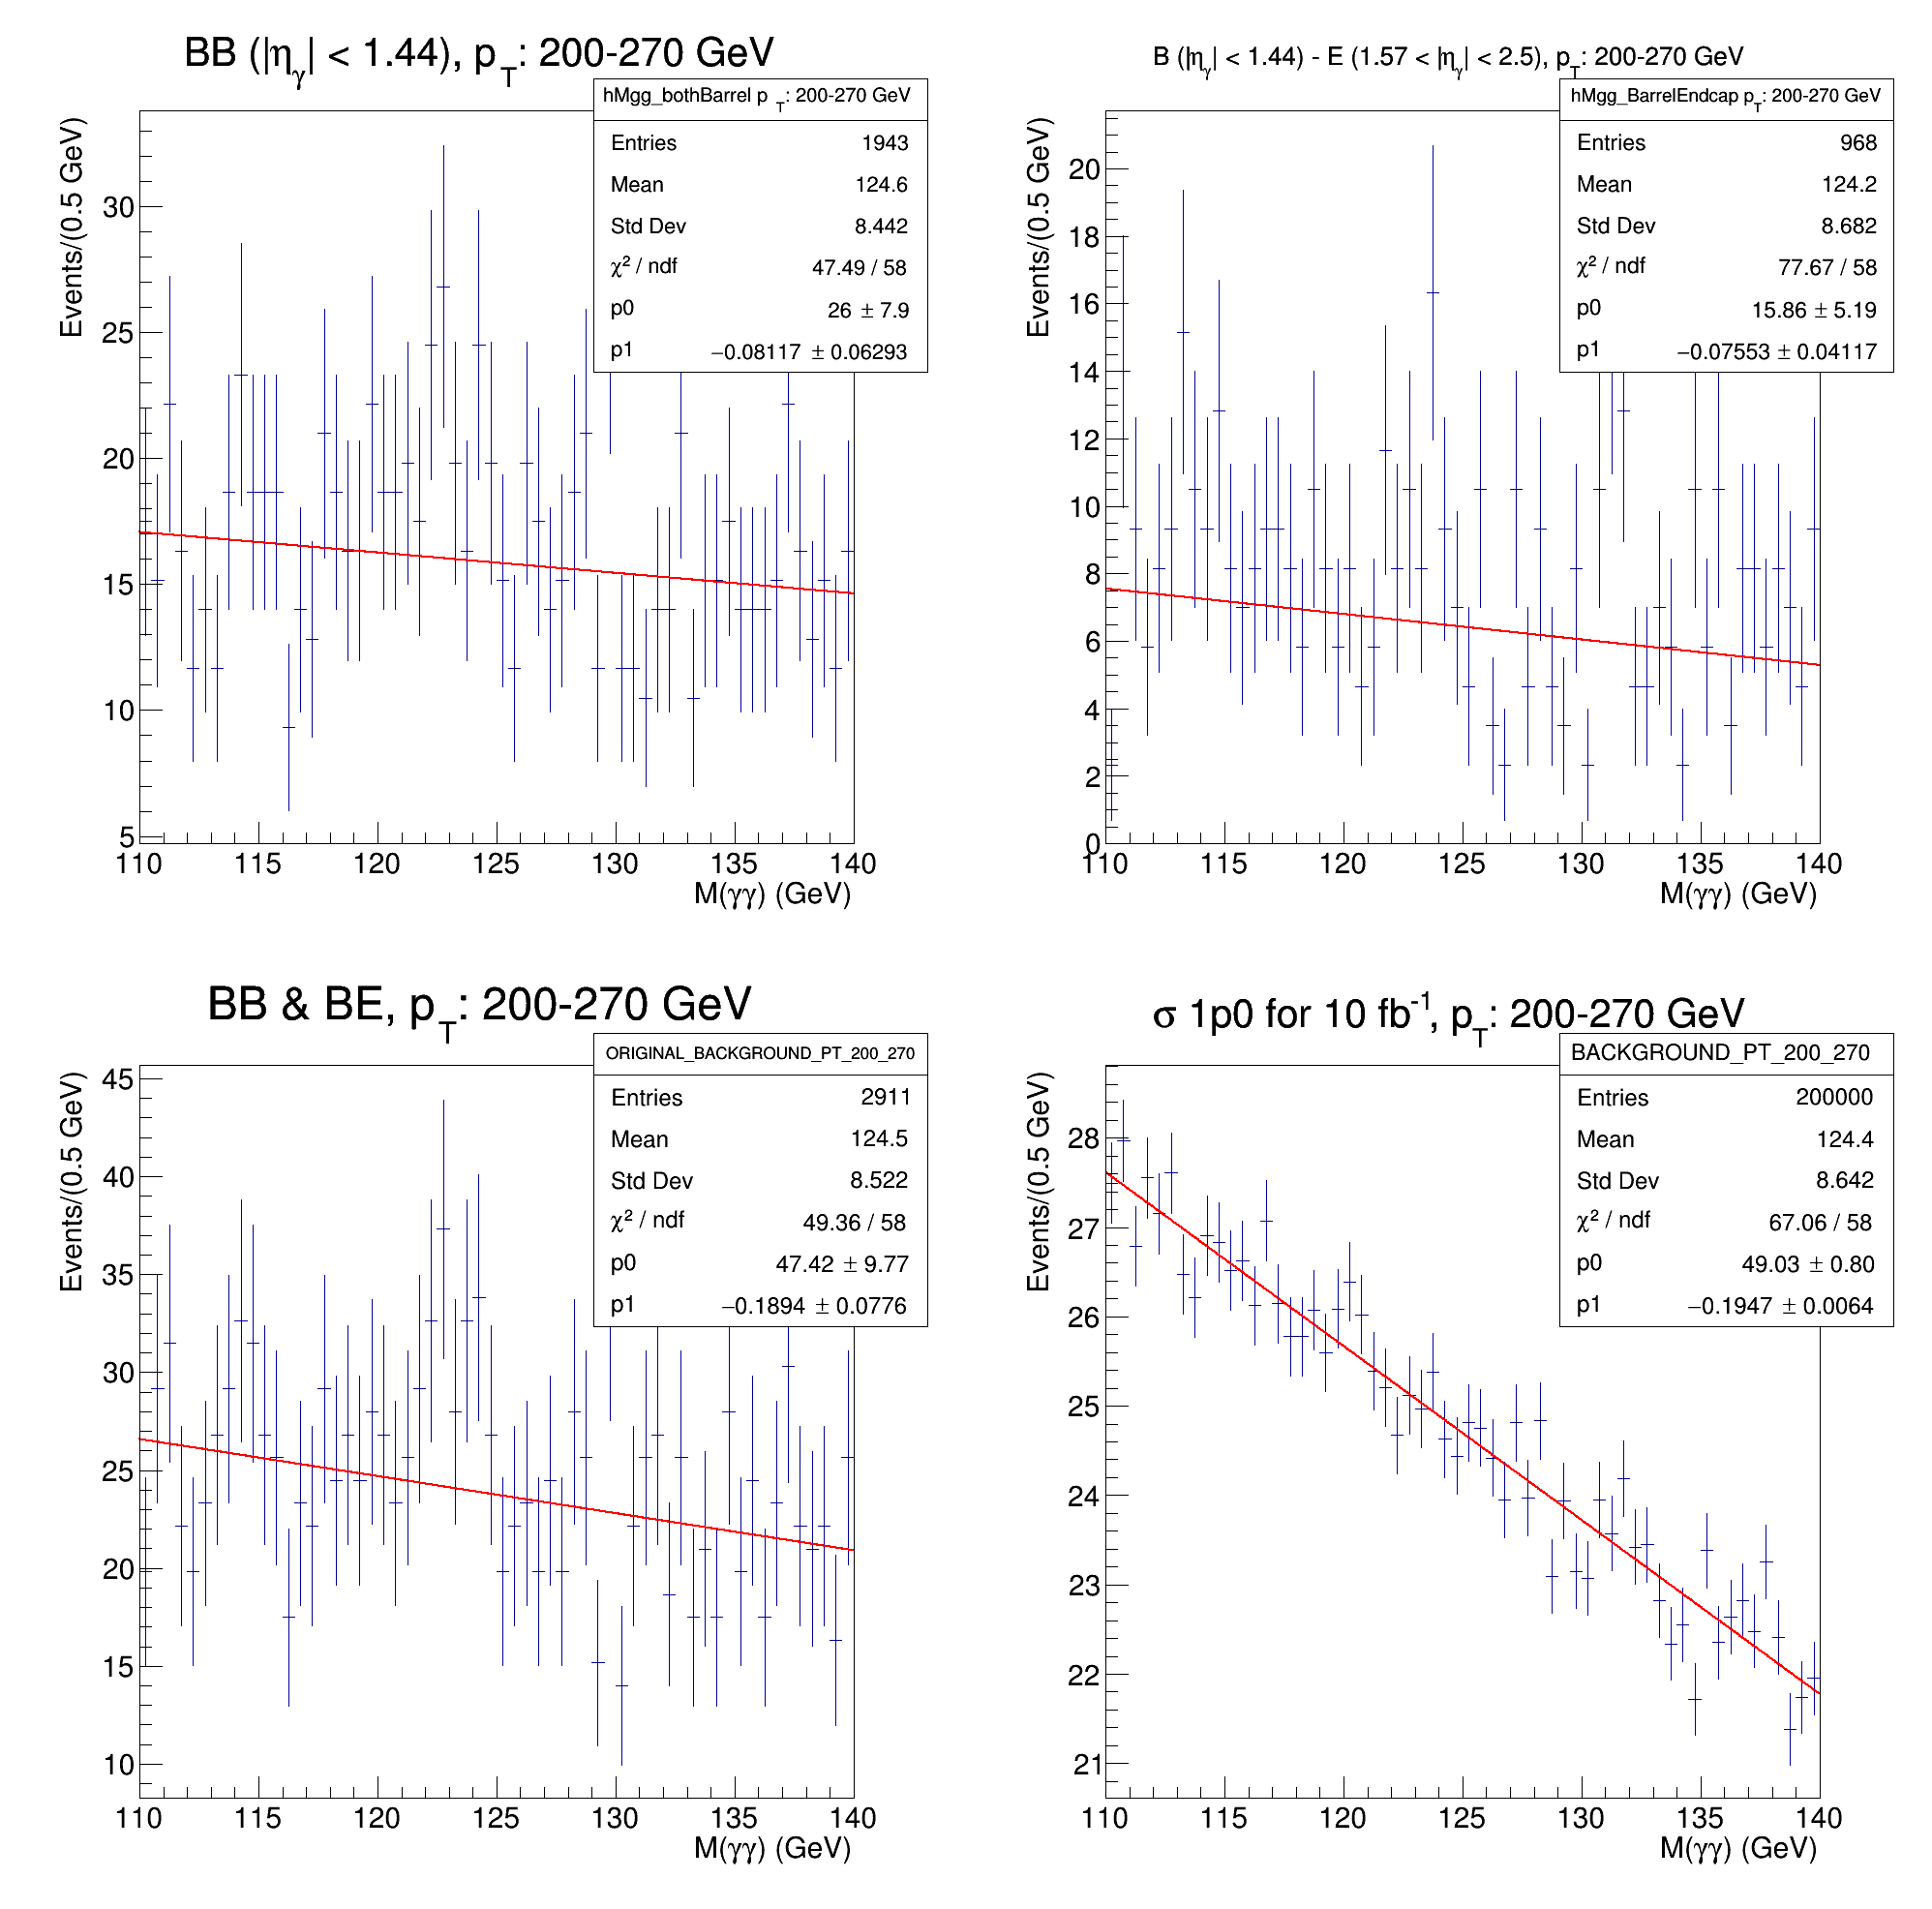 BB (|ηγ| < 1.44), pT: 200-270 GeV
hMgg_bothBarrel pT: 200-270 GeV
Entries 1943
Mean 124.6
Std Dev 8.442
χ² / ndf 47.49 / 58
p0 26 ± 7.9
p1 −0.08117 ± 0.06293
Events/(0.5 GeV)
30
25
20
15
10
5
110 115 120 125 130 135 140
M(γγ) (GeV)
B (|ηγ| < 1.44) - E (1.57 < |ηγ| < 2.5), pT: 200-270 GeV
hMgg_BarrelEndcap pT: 200-270 GeV
Entries 968
Mean 124.2
Std Dev 8.682
χ² / ndf 77.67 / 58
p0 15.86 ± 5.19
p1 −0.07553 ± 0.04117
Events/(0.5 GeV)
20
18
16
14
12
10
8
6
4
2
0
110 115 120 125 130 135 140
M(γγ) (GeV)
BB & BE, pT: 200-270 GeV
ORIGINAL_BACKGROUND_PT_200_270
Entries 2911
Mean 124.5
Std Dev 8.522
χ² / ndf 49.36 / 58
p0 47.42 ± 9.77
p1 −0.1894 ± 0.0776
Events/(0.5 GeV)
45
40
35
30
25
20
15
10
110 115 120 125 130 135 140
M(γγ) (GeV)
σ 1p0 for 10 fb⁻¹, pT: 200-270 GeV
BACKGROUND_PT_200_270
Entries 200000
Mean 124.4
Std Dev 8.642
χ² / ndf 67.06 / 58
p0 49.03 ± 0.80
p1 −0.1947 ± 0.0064
Events/(0.5 GeV)
28
27
26
25
24
23
22
21
110 115 120 125 130 135 140
M(γγ) (GeV)